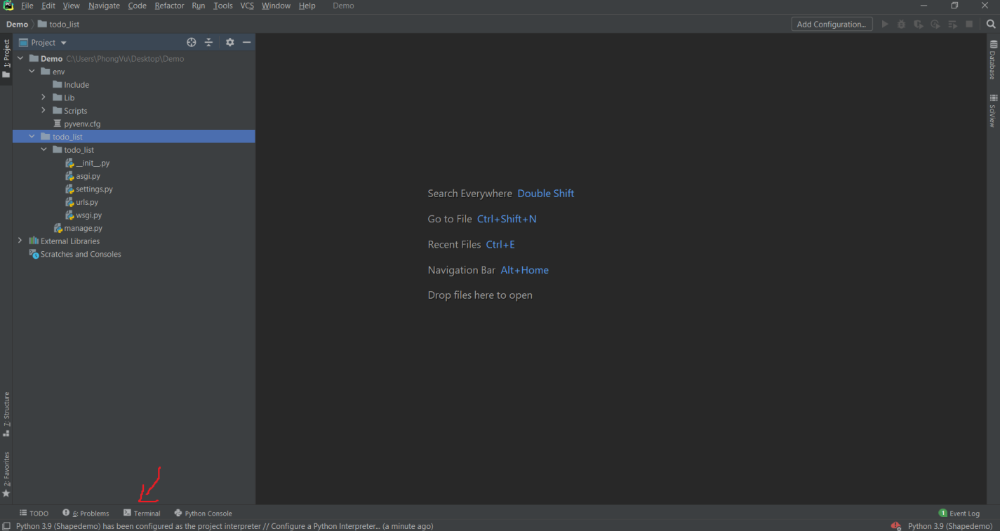 PC File Edit View Navigate Code Refactor Run Tools VCS Window Help Demo
Demo todo_list Add Configuration...
1: Project
Project
Demo C:\Users\PhongVu\Desktop\Demo
env
Include
Lib
Scripts
pyvenv.cfg
todo_list
todo_list
__init__.py
asgi.py
settings.py
urls.py
wsgi.py
manage.py
External Libraries
Scratches and Consoles
Search Everywhere Double Shift
Go to File Ctrl+Shift+N
Recent Files Ctrl+E
Navigation Bar Alt+Home
Drop files here to open
Database
SciView
7: Structure
2: Favorites
TODO 6: Problems Terminal Python Console 1 Event Log
Python 3.9 (Shapedemo) has been configured as the project interpreter // Configure a Python Interpreter... (a minute ago) Python 3.9 (Shapedemo)